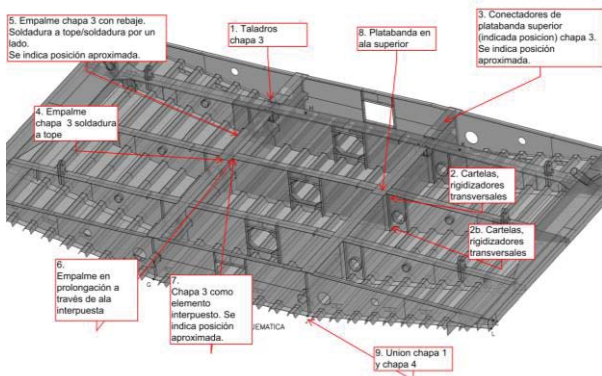 5. Empalme chapa 3 con rebaje.
Soldadura a tope/soldadura por un
lado.
Se indica posición aproximada.
1. Taladros
chapa 3
8. Platabanda en
ala superior
3. Conectadores de
platabanda superior
(indicada posicion) chapa 3.
Se indica posición
aproximada.
4. Empalme
chapa 3 soldadura
a tope
2. Cartelas,
rigidizadores
transversales
2b. Cartelas,
rigidizadores
transversales
6.
Empalme en
prolongación a
través de ala
interpuesta
7.
Chapa 3 como
elemento
interpuesto. Se
indica posición
aproximada.
G
UEMATICA
L
9. Union chapa 1
y chapa 4